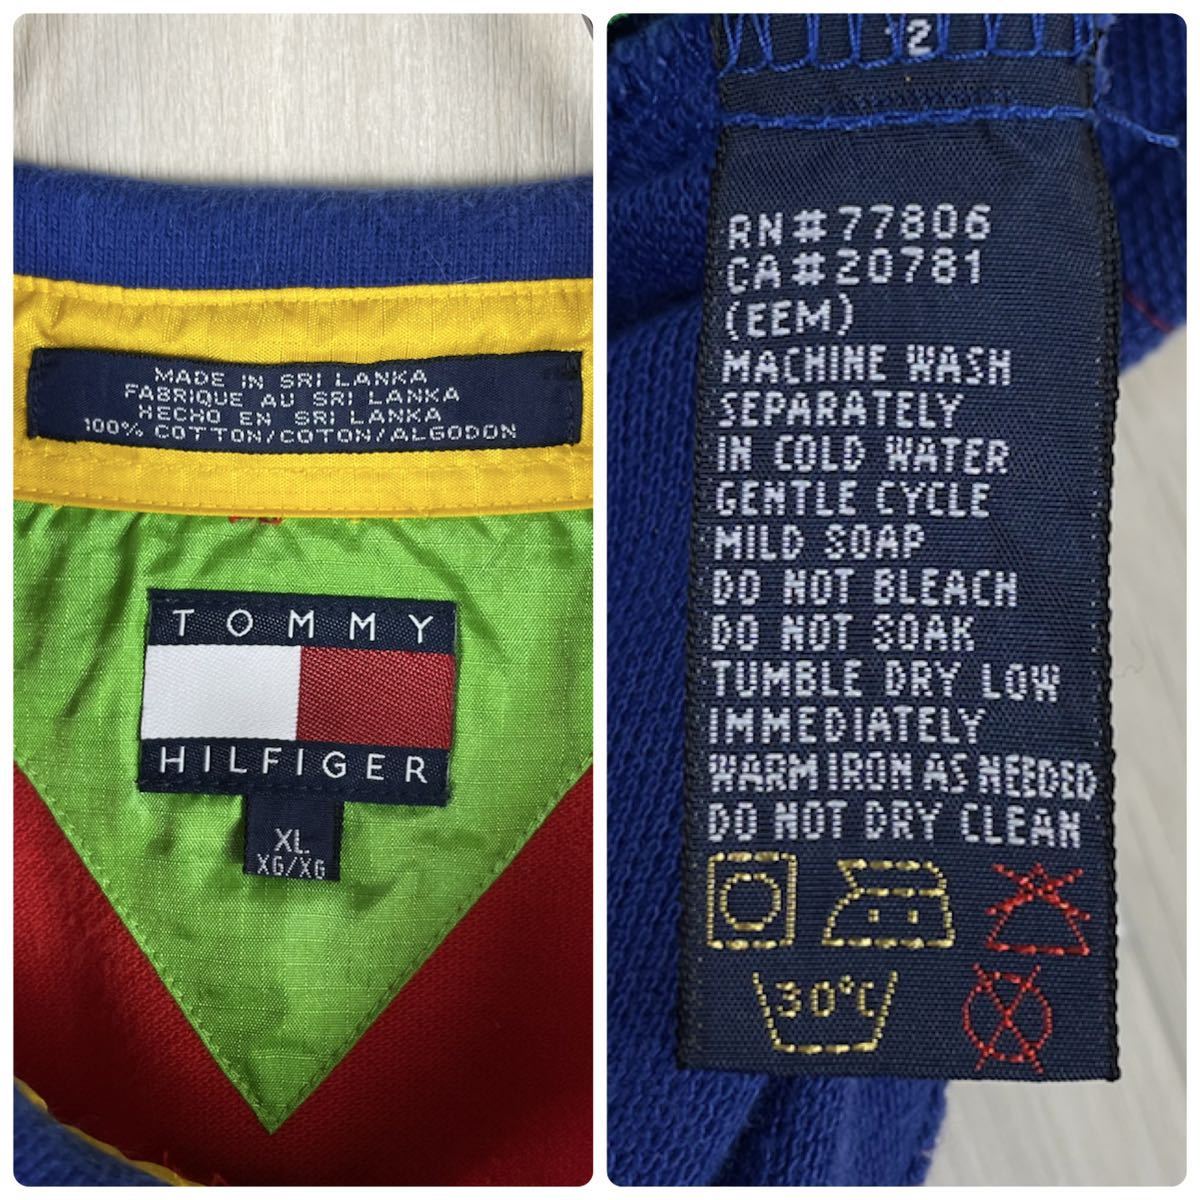 MADE IN SRI LANKA
FABRIQUE AU SRI LANKA
HECHO EN SRI LANKA
100% COTTON/COTON/ALGODON
TOMMY
HILFIGER
XL
XG/XG
2
RN#77806
CA#20781
(EEM)
MACHINE WASH
SEPARATELY
IN COLD WATER
GENTLE CYCLE
MILD SOAP
DO NOT BLEACH
DO NOT SOAK
TUMBLE DRY LOW
IMMEDIATELY
WARM IRON AS NEEDED
DO NOT DRY CLEAN
30°C